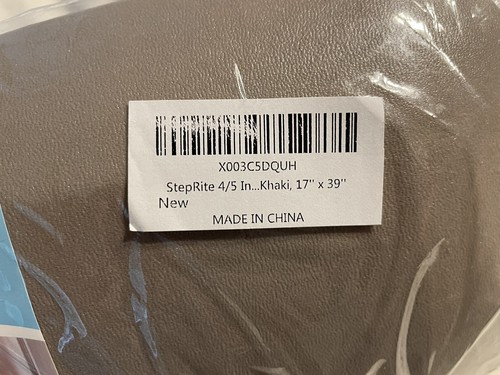 X003C5DQUH
StepRite 4/5 In...Khaki, 17'' x 39''
New
MADE IN CHINA